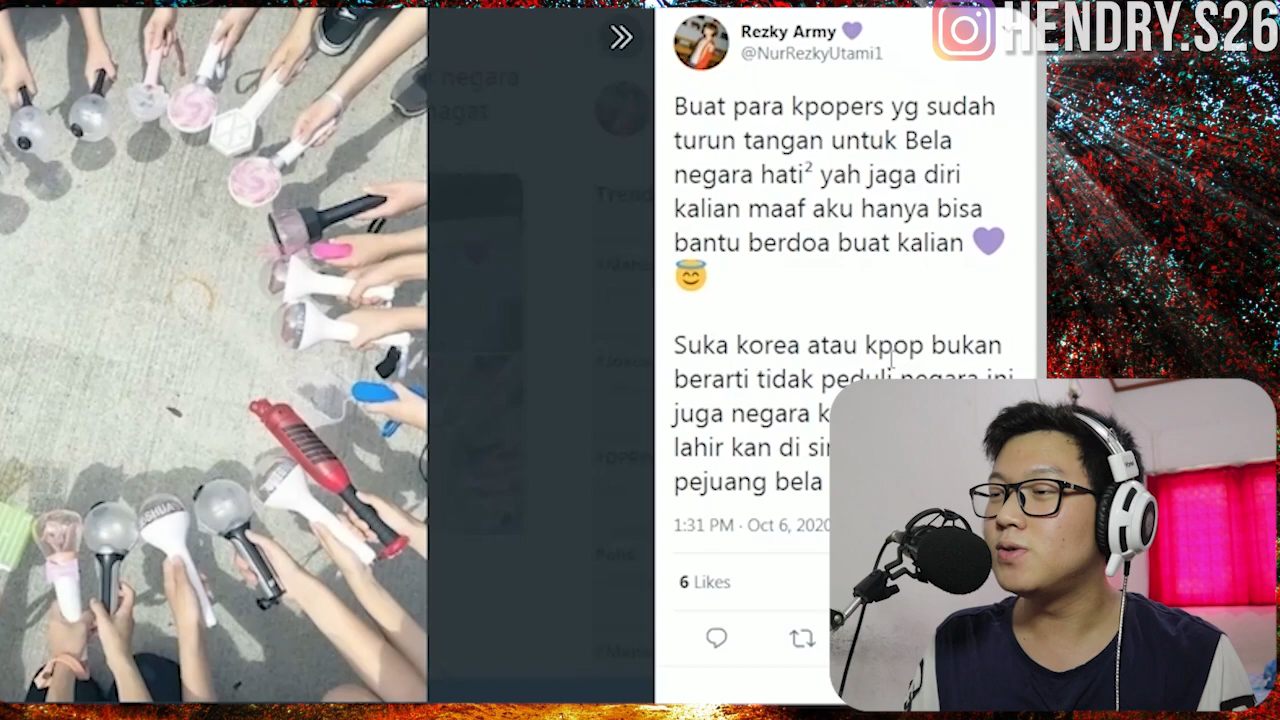 HENDRY.S26
Rezky Army
@NurRezkyUtami1
Buat para kpopers yg sudah
turun tangan untuk Bela
negara hati² yah jaga diri
kalian maaf aku hanya bisa
bantu berdoa buat kalian 💜
😇
Suka korea atau kpop bukan
berarti tidak peduli negara ini
juga negara
lahir kan di
pejuang bela
1:31 PM · Oct 6, 2020
6 Likes
negara
Trend